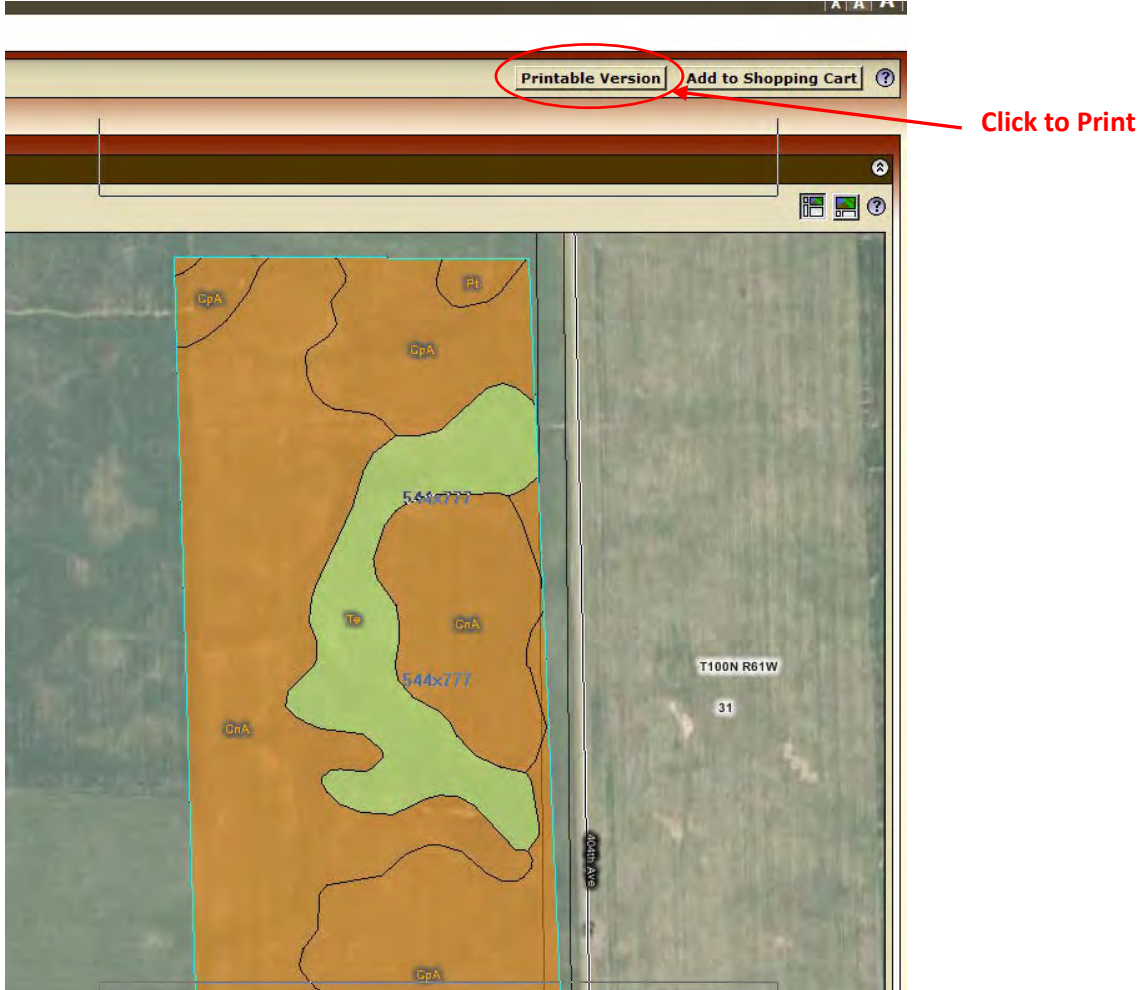 A A A
Printable Version Add to Shopping Cart ?
Click to Print
?
CpA
Pt
CpA
544x777
Te
CnA
T100N R61W
544x777
31
CnA
404th Ave
CpA